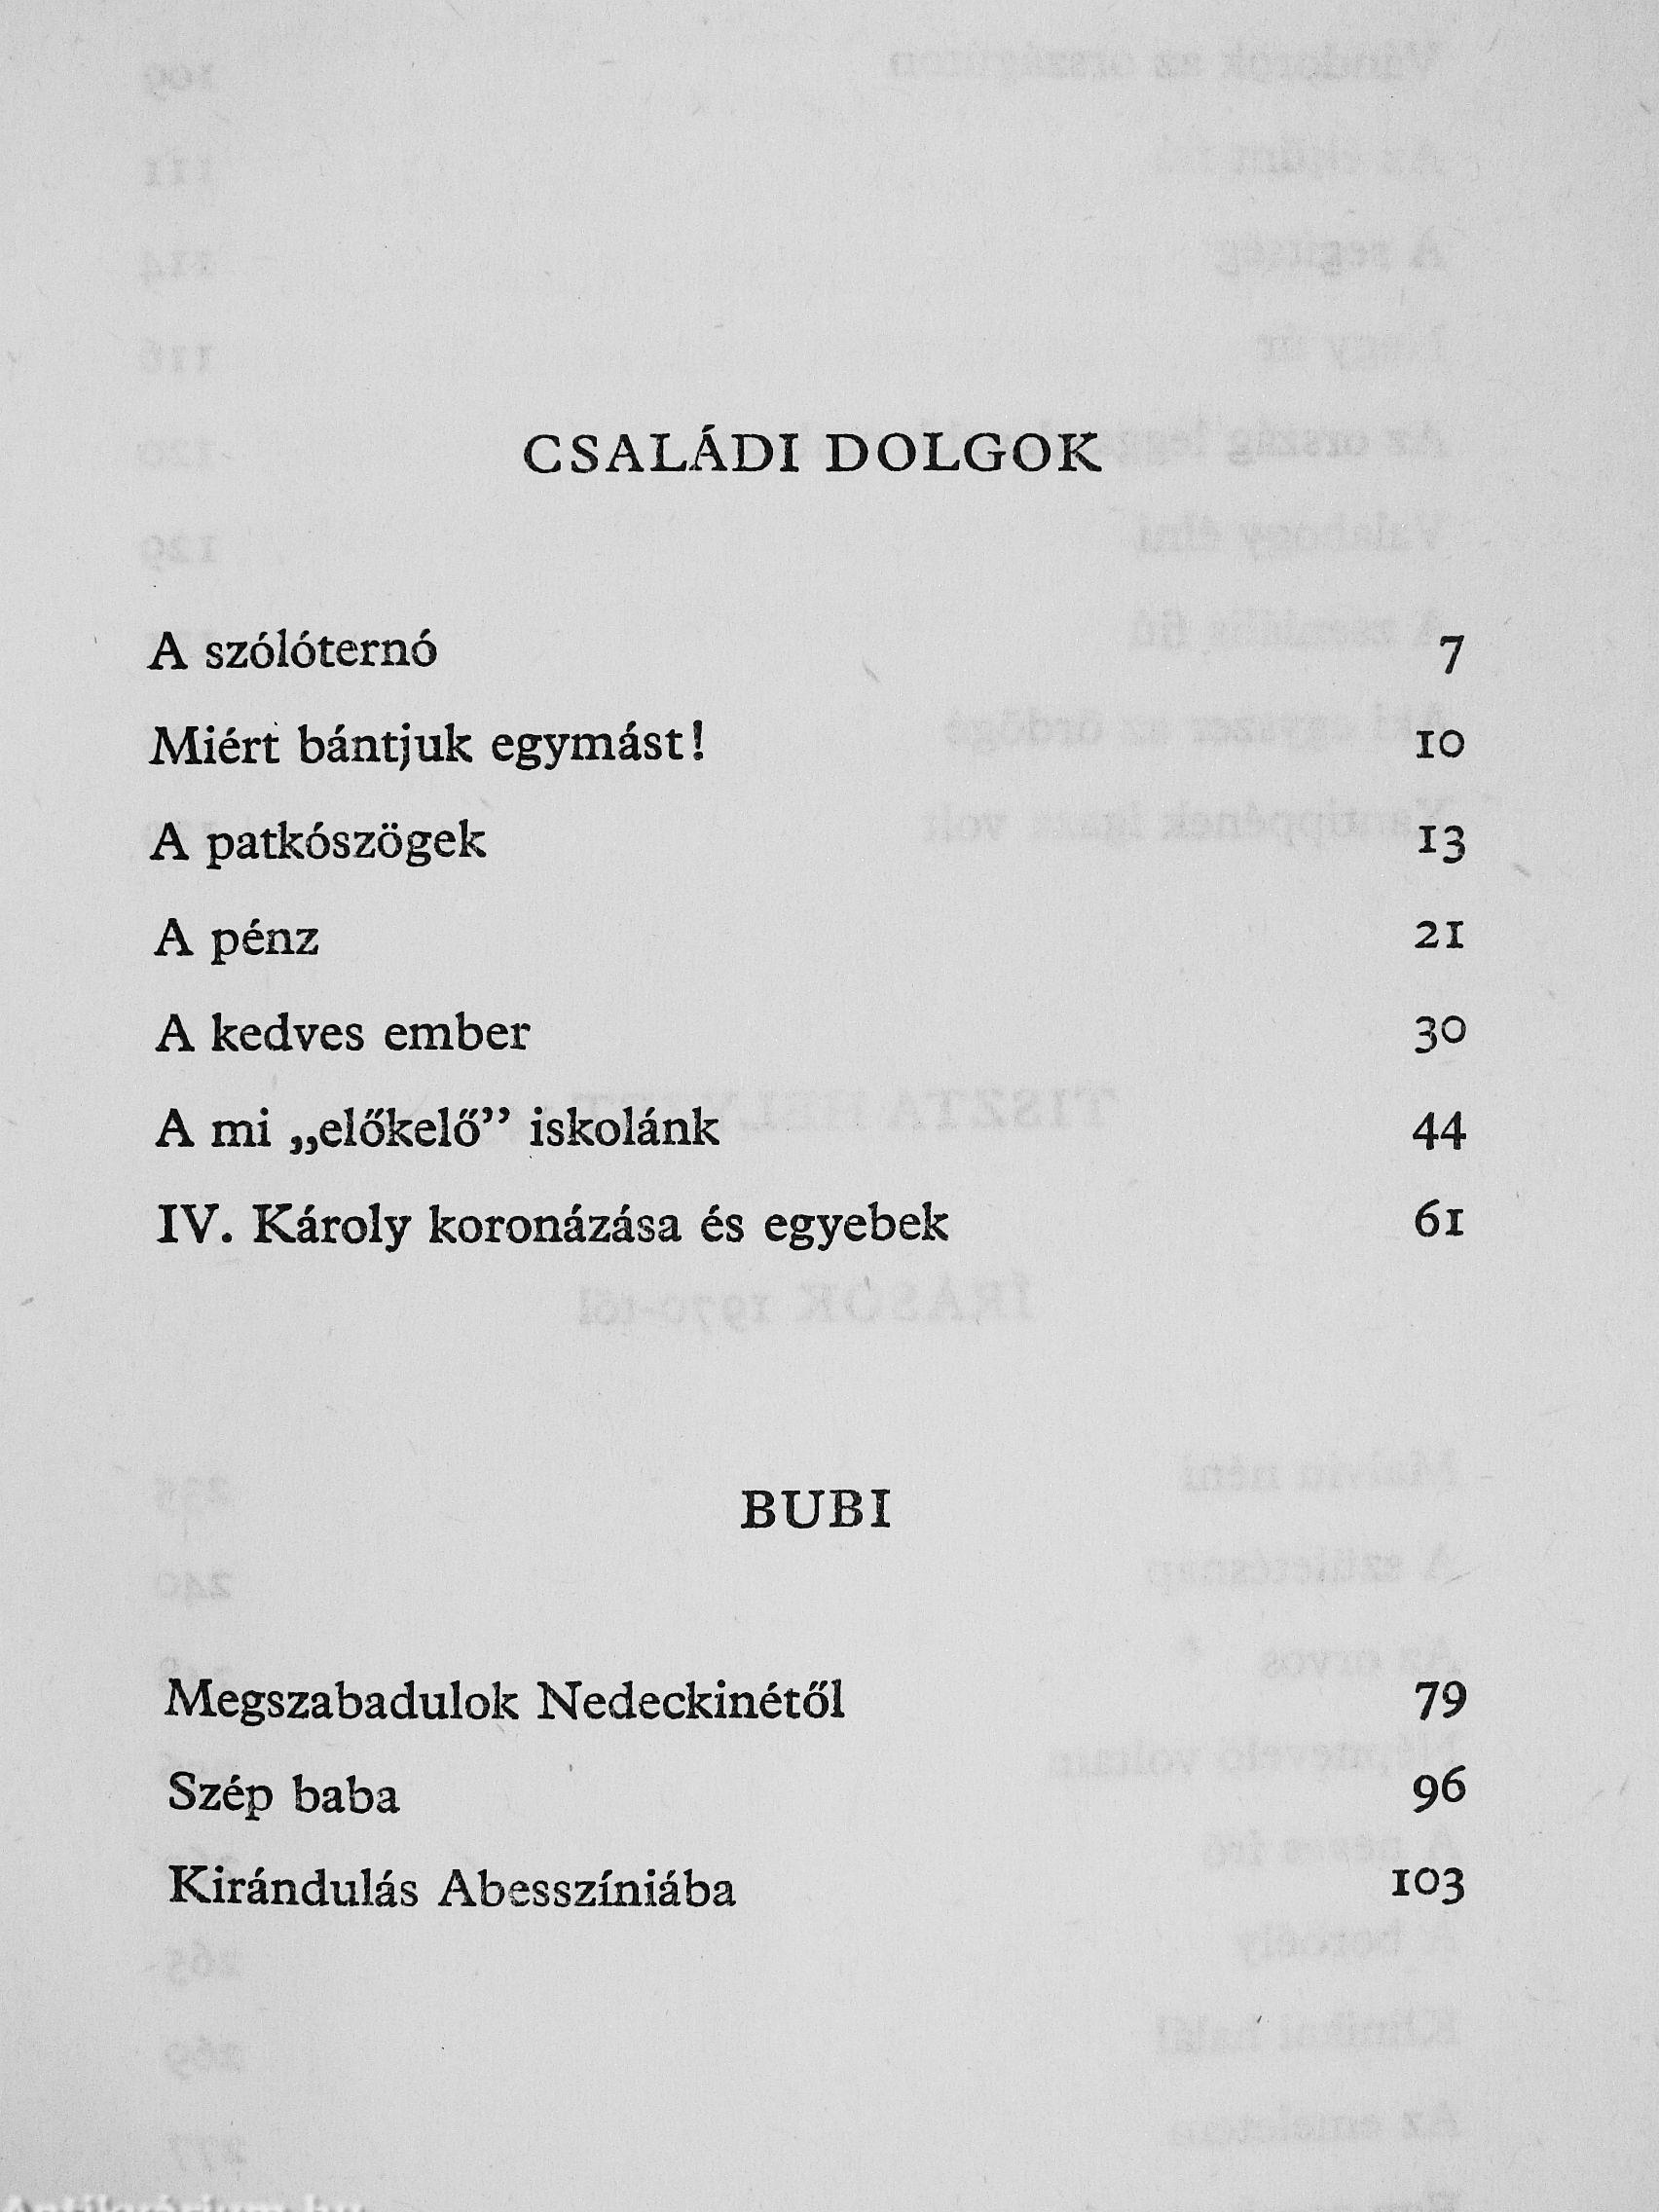 CSALÁDI DOLGOK
A szólóternó 7
Miért bántjuk egymást! 10
A patkószögek 13
A pénz 21
A kedves ember 30
A mi „előkelő” iskolánk 44
IV. Károly koronázása és egyebek 61
BUBI
Megszabadulok Nedeckinétől 79
Szép baba 96
Kirándulás Abesszíniába 103